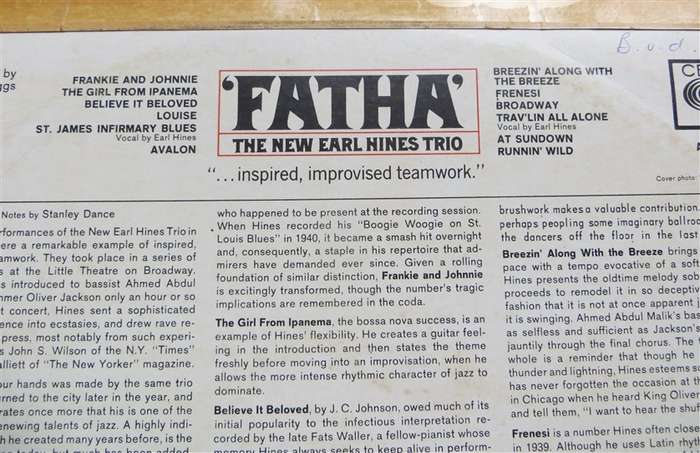 B.u.d.
by
ggs
FRANKIE AND JOHNNIE
THE GIRL FROM IPANEMA
BELIEVE IT BELOVED
LOUISE
ST. JAMES INFIRMARY BLUES
Vocal by Earl Hines
AVALON
'FATHA'
THE NEW EARL HINES TRIO
"...inspired, improvised teamwork."
BREEZIN' ALONG WITH
THE BREEZE
FRENESI
BROADWAY
TRAV'LIN ALL ALONE
Vocal by Earl Hines
AT SUNDOWN
RUNNIN' WILD
CB
Cover photo:
Notes by Stanley Dance
rformances of the New Earl Hines Trio in
ere a remarkable example of inspired,
amwork. They took place in a series of
s at the Little Theatre on Broadway.
s introduced to bassist Ahmed Abdul
mmer Oliver Jackson only an hour or so
t concert, Hines sent a sophisticated
ence into ecstasies, and drew rave re-
press, most notably from such experi-
s John S. Wilson of the N.Y. "Times"
alliett of "The New Yorker" magazine.
our hands was made by the same trio
urned to the city later in the year, and
rates once more that his is one of the
enewing talents of jazz. A highly indi-
h he created many years before, is the
who happened to be present at the recording session.
When Hines recorded his "Boogie Woogie on St.
Louis Blues" in 1940, it became a smash hit overnight
and, consequently, a staple in his repertoire that ad-
mirers have demanded ever since. Given a rolling
foundation of similar distinction, Frankie and Johnnie
is excitingly transformed, though the number's tragic
implications are remembered in the coda.
The Girl From Ipanema, the bossa nova success, is an
example of Hines' flexibility. He creates a guitar feel-
ing in the introduction and then states the theme
freshly before moving into an improvisation, when he
allows the more intense rhythmic character of jazz to
dominate.
Believe It Beloved, by J. C. Johnson, owed much of its
initial popularity to the infectious interpretation re-
corded by the late Fats Waller, a fellow-pianist whose
memory Hines always seeks to keep alive in perform-
brushwork makes a valuable contribution.
perhaps peopling some imaginary ballroo
the dancers off the floor in the last
Breezin' Along With the Breeze brings
pace with a tempo evocative of a soft
Hines presents the oldtime melody sob
proceeds to remodel it in so deceptiv
fashion that it is not at once apparent
it is swinging. Ahmed Abdul Malik's bas
as selfless and sufficient as Jackson's
jauntily through the final chorus. The
whole is a reminder that though he
thunder and lightning, Hines esteems su
has never forgotten the occasion at t
in Chicago when he heard King Oliver
and tell them, "I want to hear the shuf
Frenesi is a number Hines often closer
in 1939. Although he uses Latin rhyt